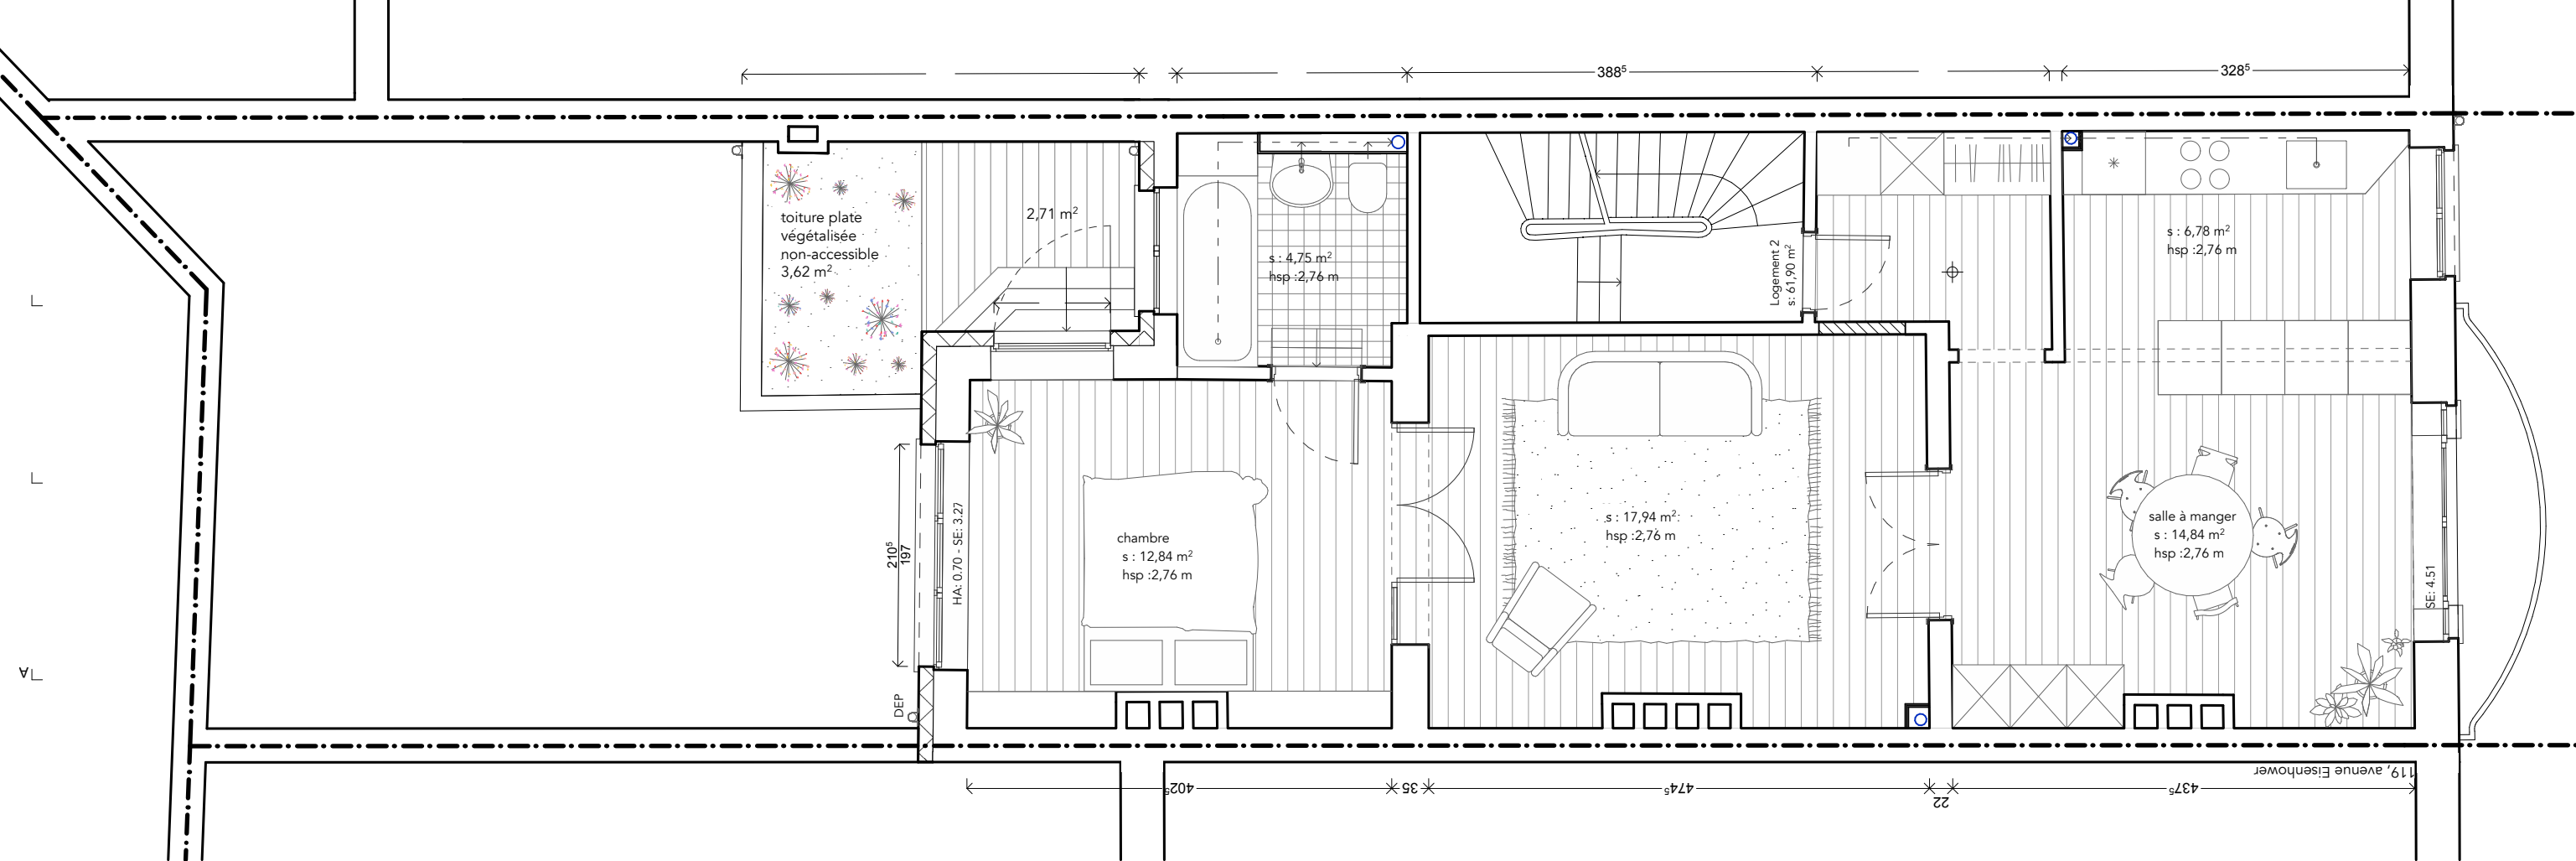 388⁵
328⁵
toiture plate
végétalisée
non-accessible
3,62 m²
2,71 m²
s : 4,75 m²
hsp :2,76 m
Logement 2
s: 61,90 m²
s : 6,78 m²
hsp :2,76 m
chambre
s : 12,84 m²
hsp :2,76 m
s : 17,94 m²
hsp :2,76 m
salle à manger
s : 14,84 m²
hsp :2,76 m
210⁵
197
HA: 0.70 - SE: 3.27
SE: 4.51
DEP
A
119, avenue Eisenhower
402⁵
35
474⁵
22
437⁵